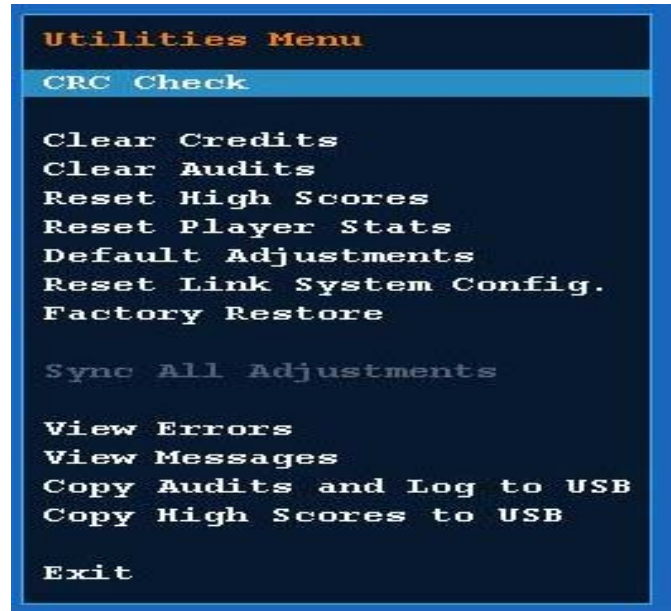 Utilities Menu
CRC Check
Clear Credits
Clear Audits
Reset High Scores
Reset Player Stats
Default Adjustments
Reset Link System Config.
Factory Restore
Sync All Adjustments
View Errors
View Messages
Copy Audits and Log to USB
Copy High Scores to USB
Exit